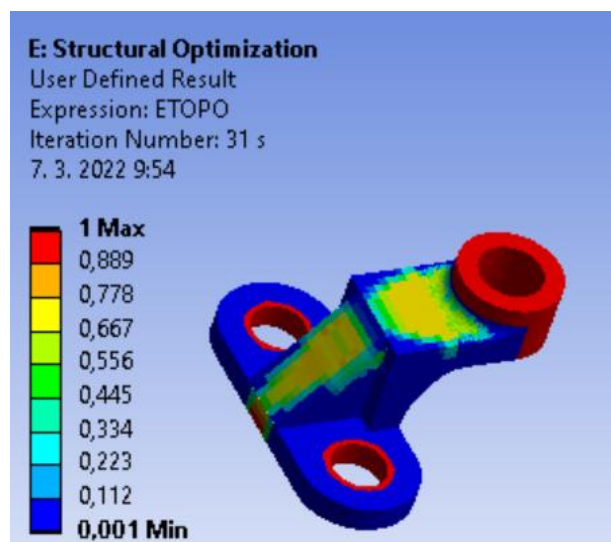 E: Structural Optimization
User Defined Result
Expression: ETOPO
Iteration Number: 31 s
7. 3. 2022 9:54
1 Max
0,889
0,778
0,667
0,556
0,445
0,334
0,223
0,112
0,001 Min